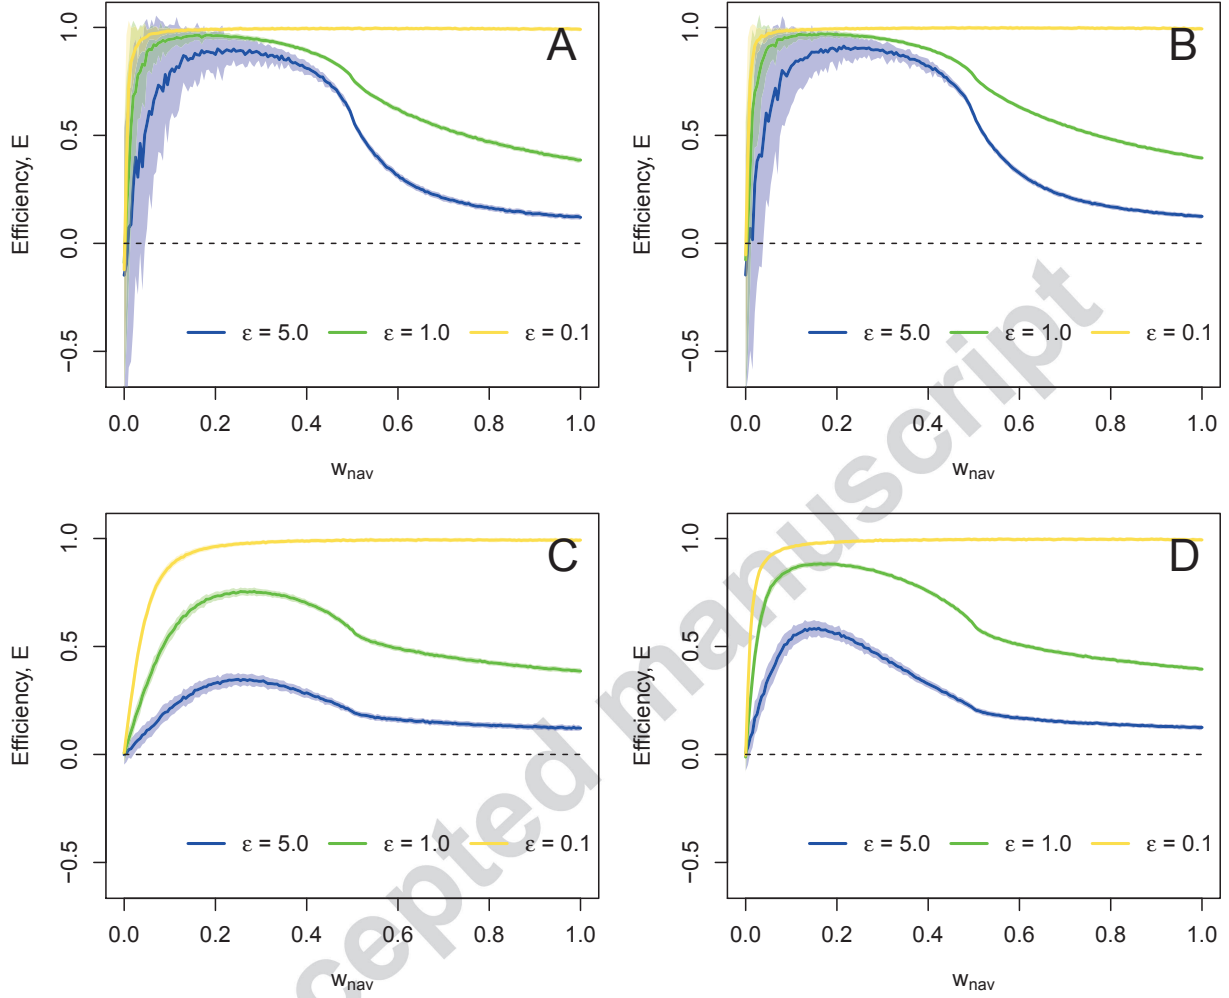 A
Efficiency, E
1.0
0.5
0.0
−0.5
ε = 5.0 ε = 1.0 ε = 0.1
0.0 0.2 0.4 0.6 0.8 1.0
wnav
B
Efficiency, E
1.0
0.5
0.0
−0.5
ε = 5.0 ε = 1.0 ε = 0.1
0.0 0.2 0.4 0.6 0.8 1.0
wnav
C
Efficiency, E
1.0
0.5
0.0
−0.5
ε = 5.0 ε = 1.0 ε = 0.1
0.0 0.2 0.4 0.6 0.8 1.0
wnav
D
Efficiency, E
1.0
0.5
0.0
−0.5
ε = 5.0 ε = 1.0 ε = 0.1
0.0 0.2 0.4 0.6 0.8 1.0
wnav
cepted manuscript